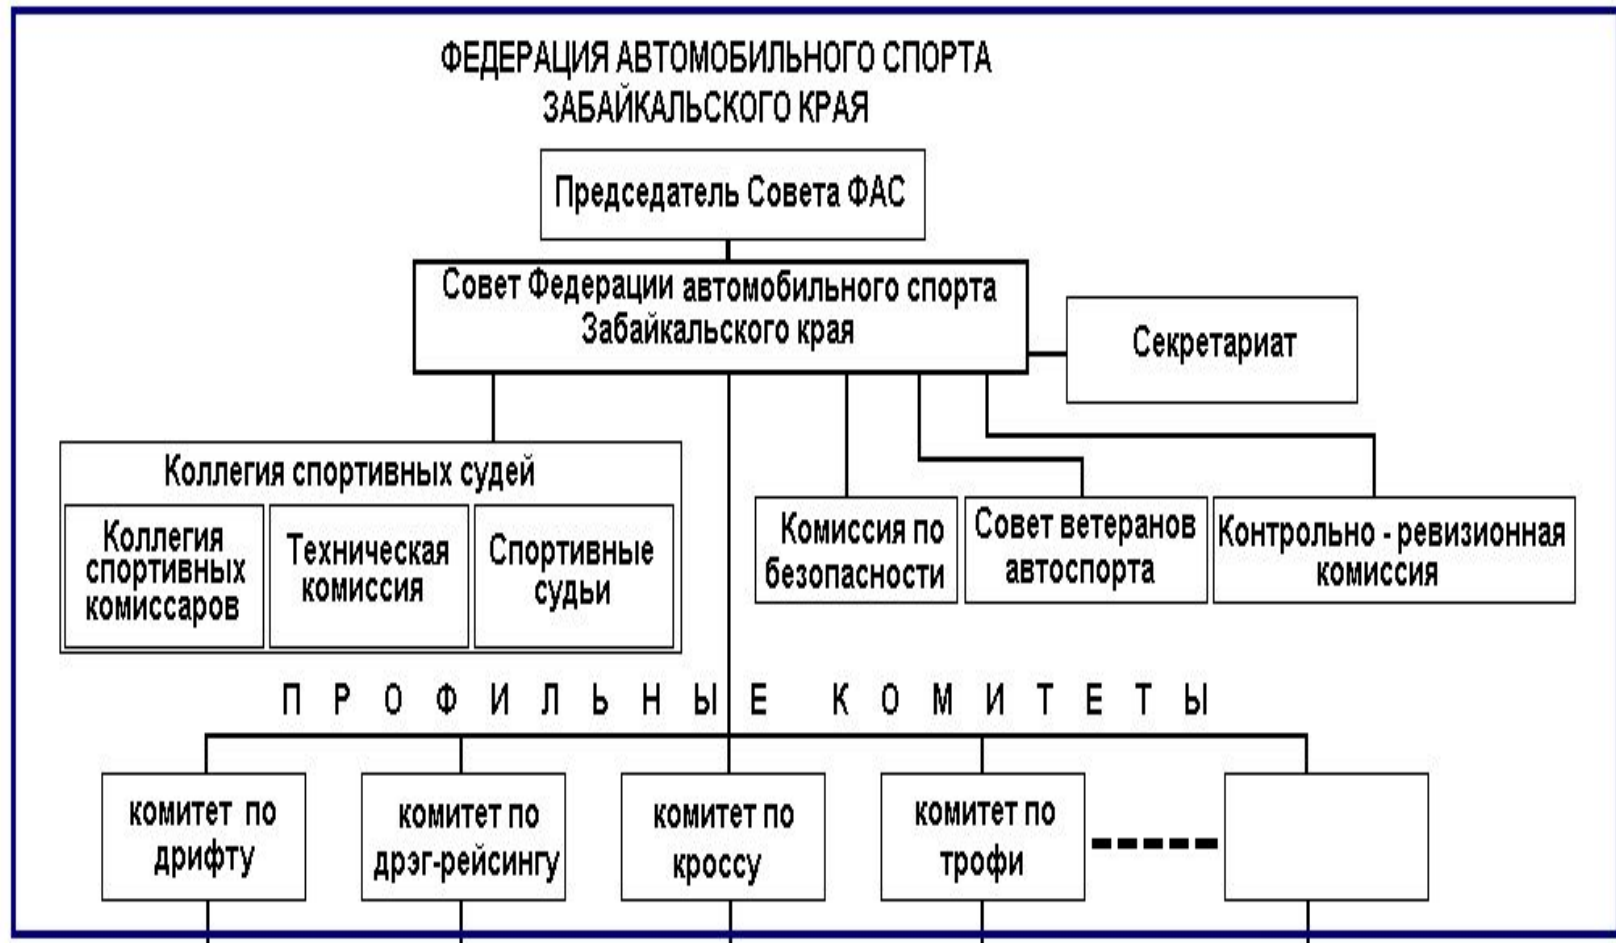 ФЕДЕРАЦИЯ АВТОМОБИЛЬНОГО СПОРТА
ЗАБАЙКАЛЬСКОГО КРАЯ
Председатель Совета ФАС
Совет Федерации автомобильного спорта
Забайкальского края
Секретариат
Коллегия спортивных судей
Коллегия
спортивных
комиссаров
Техническая
комиссия
Спортивные
судьи
Комиссия по
безопасности
Совет ветеранов
автоспорта
Контрольно - ревизионная
комиссия
П Р О Ф И Л Ь Н Ы Е К О М И Т Е Т Ы
комитет по
дрифту
комитет по
дрэг-рейсингу
комитет по
кроссу
комитет по
трофи